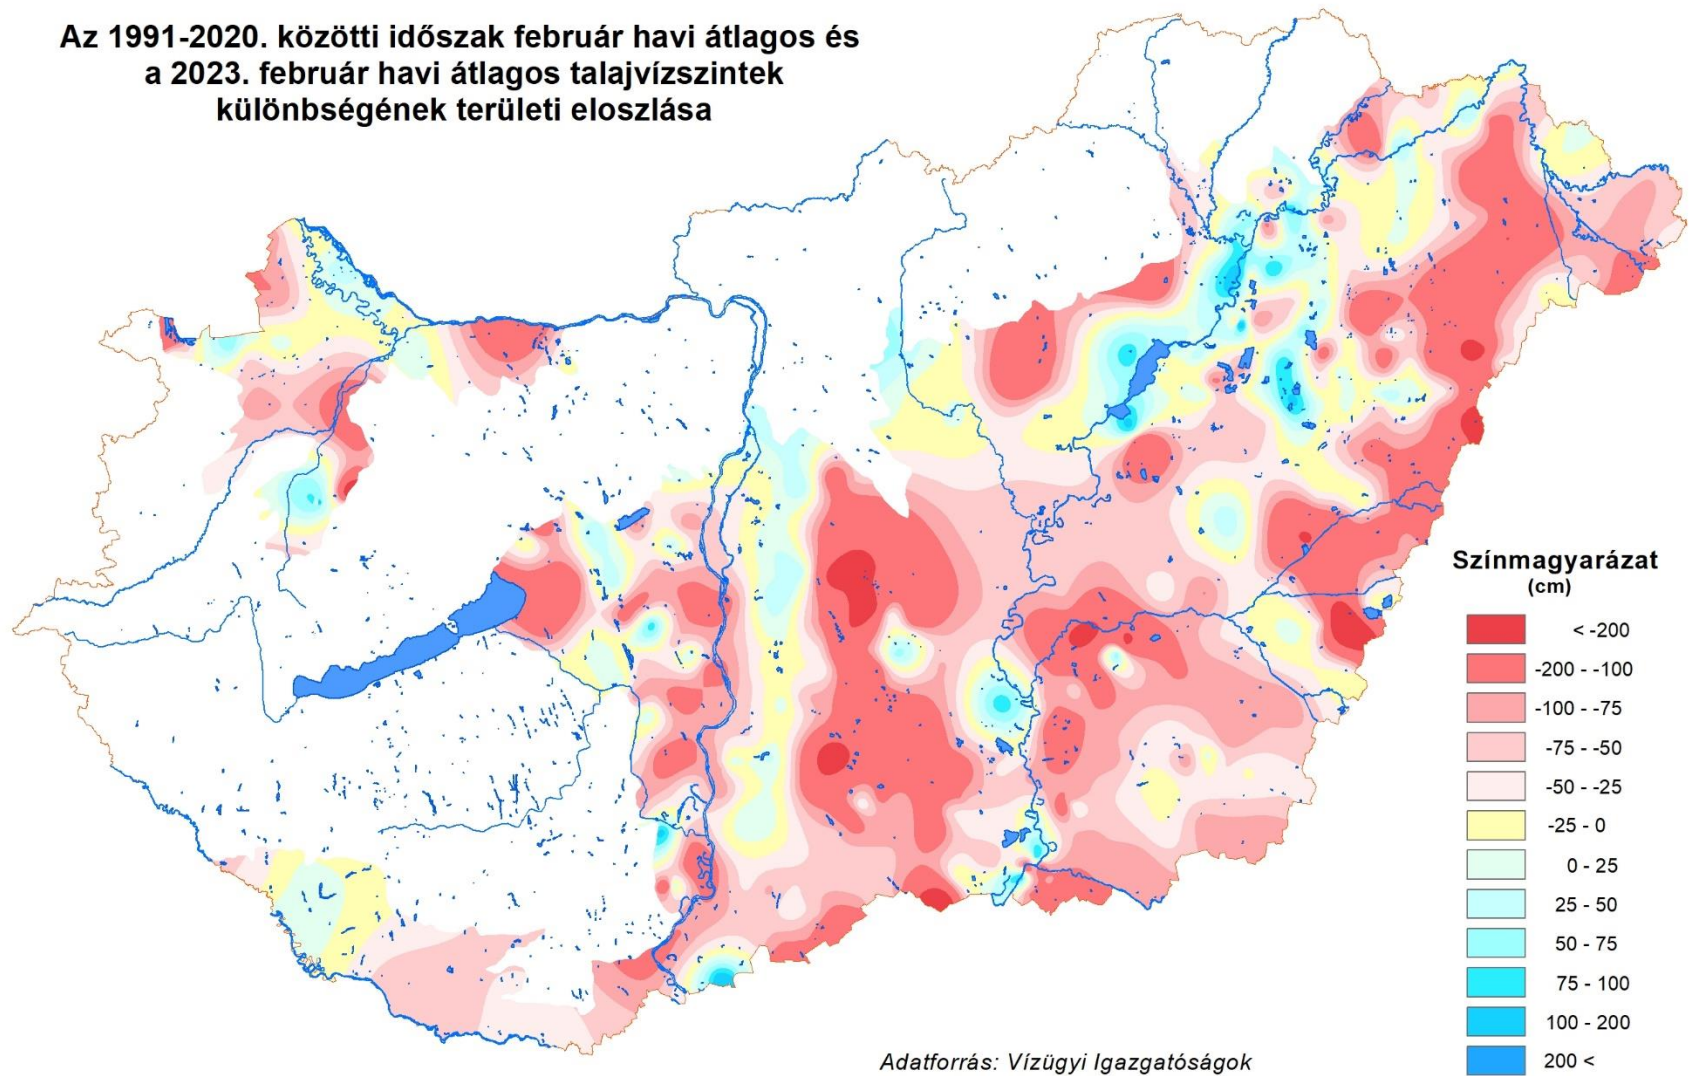 Az 1991-2020. közötti időszak február havi átlagos és
a 2023. február havi átlagos talajvízszintek
különbségének területi eloszlása
Színmagyarázat
(cm)
< -200
-200 - -100
-100 - -75
-75 - -50
-50 - -25
-25 - 0
0 - 25
25 - 50
50 - 75
75 - 100
100 - 200
200 <
Adatforrás: Vízügyi Igazgatóságok